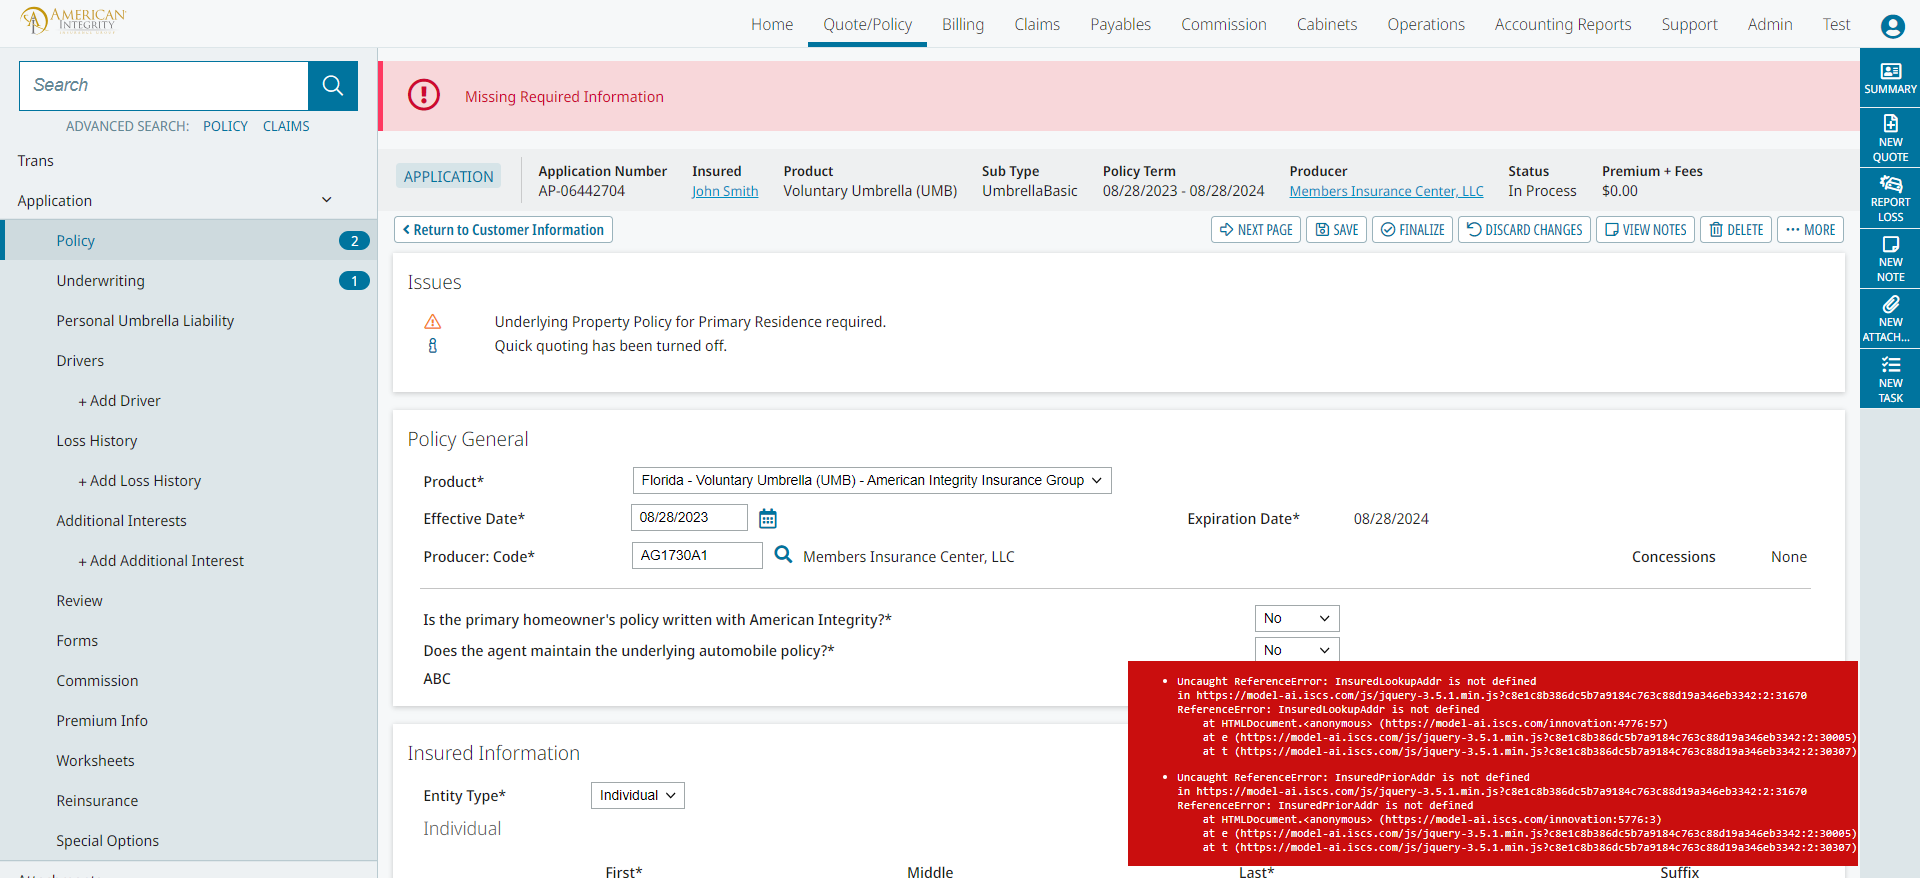 AMERICAN
INTEGRITY
INSURANCE GROUP
Home
Quote/Policy
Billing
Claims
Payables
Commission
Cabinets
Operations
Accounting Reports
Support
Admin
Test
Search
ADVANCED SEARCH: POLICY CLAIMS
Trans
Application
Policy 2
Underwriting 1
Personal Umbrella Liability
Drivers
+ Add Driver
Loss History
+ Add Loss History
Additional Interests
+ Add Additional Interest
Review
Forms
Commission
Premium Info
Worksheets
Reinsurance
Special Options
Missing Required Information
APPLICATION
Application Number
AP-06442704
Insured
John Smith
Product
Voluntary Umbrella (UMB)
Sub Type
UmbrellaBasic
Policy Term
08/28/2023 - 08/28/2024
Producer
Members Insurance Center, LLC
Status
In Process
Premium + Fees
$0.00
Return to Customer Information
NEXT PAGE
SAVE
FINALIZE
DISCARD CHANGES
VIEW NOTES
DELETE
MORE
Issues
Underlying Property Policy for Primary Residence required.
Quick quoting has been turned off.
Policy General
Product* Florida - Voluntary Umbrella (UMB) - American Integrity Insurance Group
Effective Date* 08/28/2023 Expiration Date* 08/28/2024
Producer: Code* AG1730A1 Members Insurance Center, LLC Concessions None
Is the primary homeowner's policy written with American Integrity?* No
Does the agent maintain the underlying automobile policy?* No
ABC
Insured Information
Entity Type* Individual
Individual
First* Middle Last* Suffix
• Uncaught ReferenceError: InsuredLookupAddr is not defined
in https://model-ai.iscs.com/js/jquery-3.5.1.min.js?c8e1c8b386dc5b7a9184c763c88d19a346eb3342:2:31670
ReferenceError: InsuredLookupAddr is not defined
at HTMLDocument.<anonymous> (https://model-ai.iscs.com/innovation:4776:57)
at e (https://model-ai.iscs.com/js/jquery-3.5.1.min.js?c8e1c8b386dc5b7a9184c763c88d19a346eb3342:2:30005)
at t (https://model-ai.iscs.com/js/jquery-3.5.1.min.js?c8e1c8b386dc5b7a9184c763c88d19a346eb3342:2:30307)
• Uncaught ReferenceError: InsuredPriorAddr is not defined
in https://model-ai.iscs.com/js/jquery-3.5.1.min.js?c8e1c8b386dc5b7a9184c763c88d19a346eb3342:2:31670
ReferenceError: InsuredPriorAddr is not defined
at HTMLDocument.<anonymous> (https://model-ai.iscs.com/innovation:5776:3)
at e (https://model-ai.iscs.com/js/jquery-3.5.1.min.js?c8e1c8b386dc5b7a9184c763c88d19a346eb3342:2:30005)
at t (https://model-ai.iscs.com/js/jquery-3.5.1.min.js?c8e1c8b386dc5b7a9184c763c88d19a346eb3342:2:30307)
SUMMARY
NEW
QUOTE
REPORT
LOSS
NEW
NOTE
NEW
ATTACH...
NEW
TASK